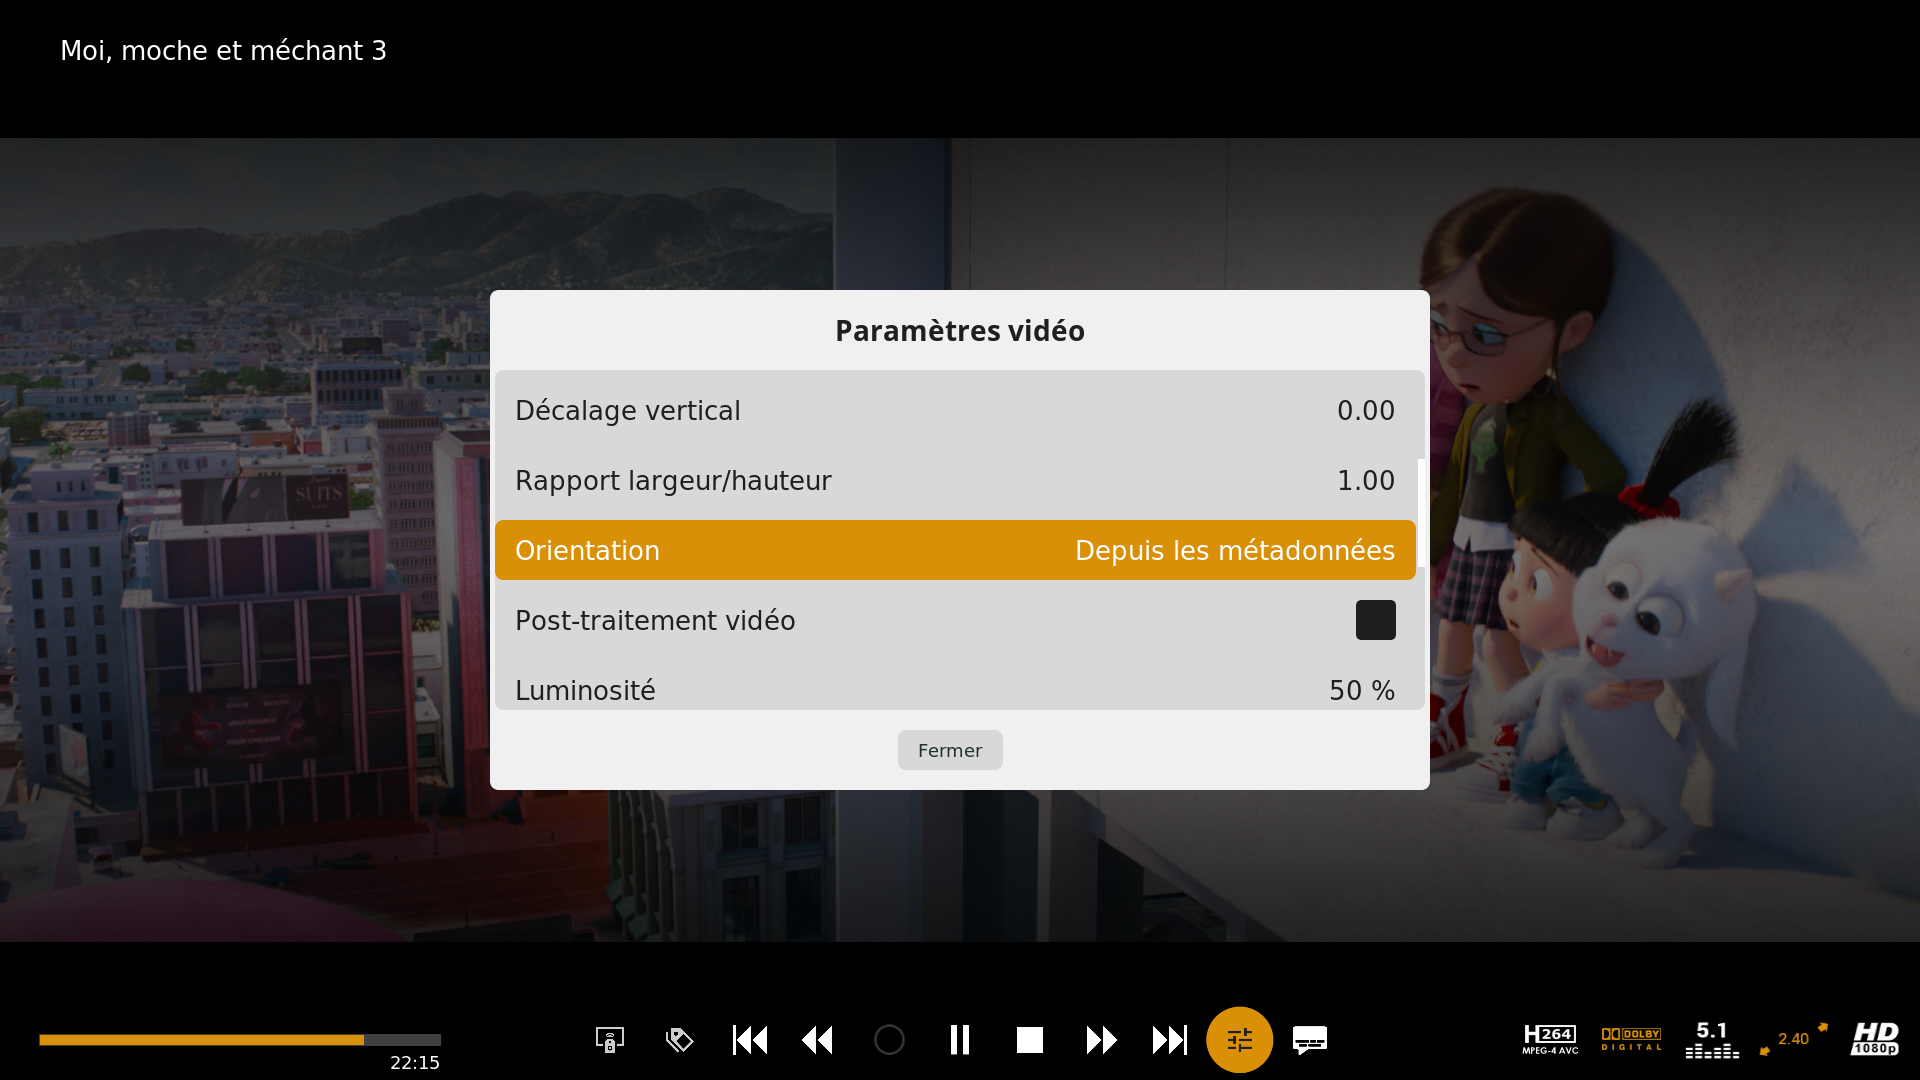 Moi, moche et méchant 3
SUITS
Paramètres vidéo
Décalage vertical 0.00
Rapport largeur/hauteur 1.00
Orientation Depuis les métadonnées
Post-traitement vidéo
Luminosité 50 %
Fermer
22:15
H264
MPEG-4 AVC
DOLBY
DIGITAL
5.1
2.40
HD
1080p